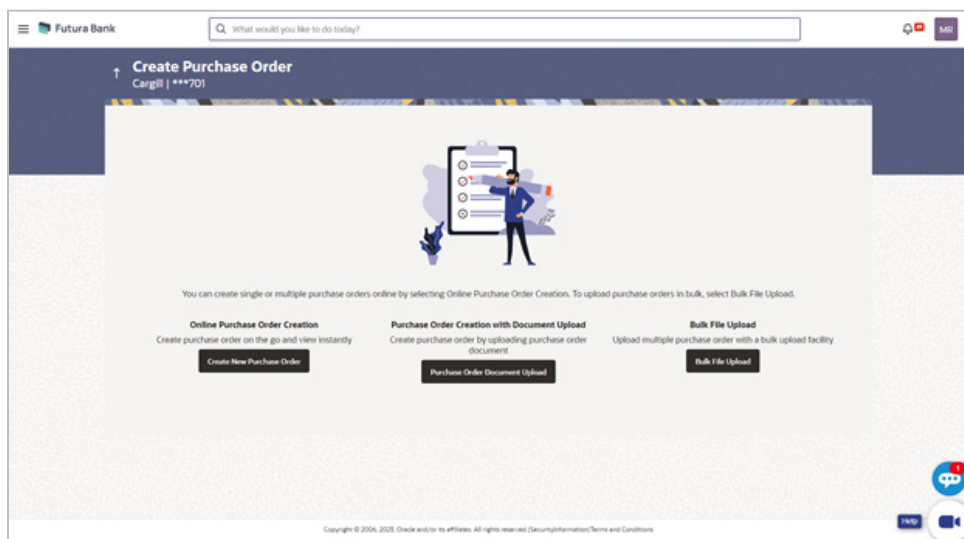 Futura Bank
What would you like to do today?
MR
Create Purchase Order
Cargill | ***701
You can create single or multiple purchase orders online by selecting Online Purchase Order Creation. To upload purchase orders in bulk, select Bulk File Upload.
Online Purchase Order Creation
Create purchase order on the go and view instantly
Create New Purchase Order
Purchase Order Creation with Document Upload
Create purchase order by uploading purchase order
document
Purchase Order Document Upload
Bulk File Upload
Upload multiple purchase order with a bulk upload facility
Bulk File Upload
1
Help
Copyright © 2006, 2023, Oracle and/or its affiliates. All rights reserved.|SecurityInformation|Terms and Conditions